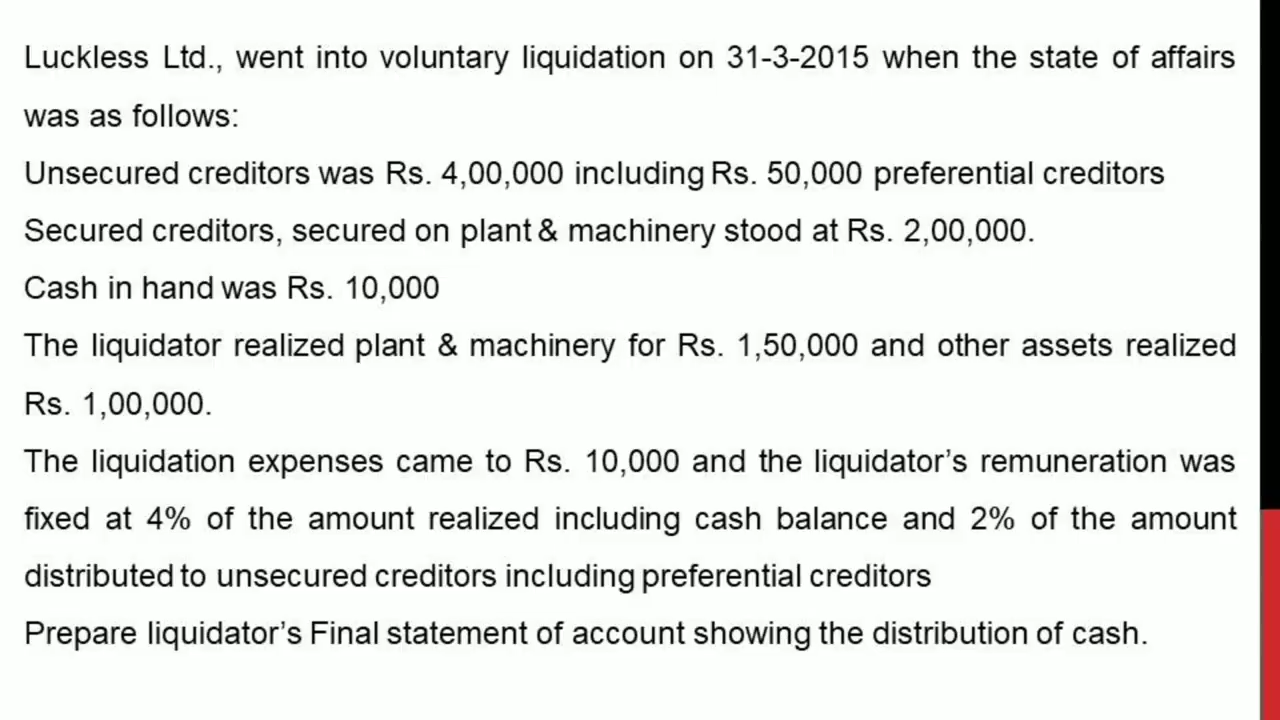 Luckless Ltd., went into voluntary liquidation on 31-3-2015 when the state of affairs
was as follows:
Unsecured creditors was Rs. 4,00,000 including Rs. 50,000 preferential creditors
Secured creditors, secured on plant & machinery stood at Rs. 2,00,000.
Cash in hand was Rs. 10,000
The liquidator realized plant & machinery for Rs. 1,50,000 and other assets realized
Rs. 1,00,000.
The liquidation expenses came to Rs. 10,000 and the liquidator’s remuneration was
fixed at 4% of the amount realized including cash balance and 2% of the amount
distributed to unsecured creditors including preferential creditors
Prepare liquidator’s Final statement of account showing the distribution of cash.